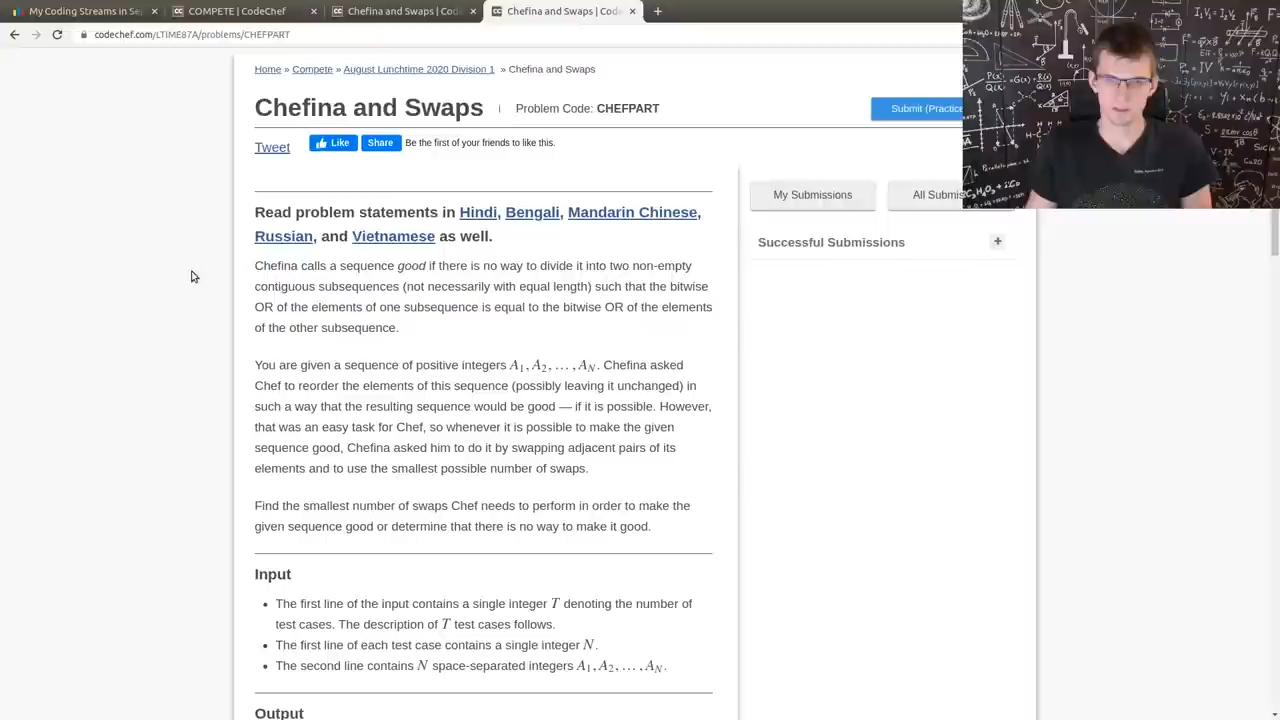 My Coding Streams in Se
COMPETE | CodeChef
Chefina and Swaps | Cod
Chefina and Swaps | Cod
codechef.com/LTIME87A/problems/CHEFPART
Home » Compete » August Lunchtime 2020 Division 1 » Chefina and Swaps
Chefina and Swaps
Problem Code: CHEFPART
Submit (Practice
Tweet
Like
Share
Be the first of your friends to like this.
My Submissions
All Submis
Successful Submissions
+
Read problem statements in Hindi, Bengali, Mandarin Chinese,
Russian, and Vietnamese as well.
Chefina calls a sequence good if there is no way to divide it into two non-empty
contiguous subsequences (not necessarily with equal length) such that the bitwise
OR of the elements of one subsequence is equal to the bitwise OR of the elements
of the other subsequence.
You are given a sequence of positive integers A1, A2, …, AN. Chefina asked
Chef to reorder the elements of this sequence (possibly leaving it unchanged) in
such a way that the resulting sequence would be good — if it is possible. However,
that was an easy task for Chef, so whenever it is possible to make the given
sequence good, Chefina asked him to do it by swapping adjacent pairs of its
elements and to use the smallest possible number of swaps.
Find the smallest number of swaps Chef needs to perform in order to make the
given sequence good or determine that there is no way to make it good.
Input
• The first line of the input contains a single integer T denoting the number of
test cases. The description of T test cases follows.
• The first line of each test case contains a single integer N.
• The second line contains N space-separated integers A1, A2, …, AN.
Output